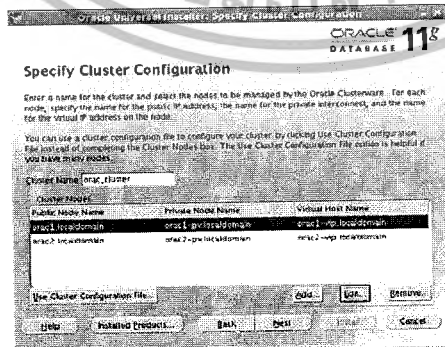 Oracle Universal Installer: Specify Cluster Configuration
ORACLE
DATABASE 11g
Specify Cluster Configuration
Enter a name for the cluster and select the nodes to be managed by the Oracle Clusterware. For each
node, specify the name for the public IP address, the name for the private interconnect, and the name
for the virtual IP address on the node.
You can use a cluster configuration file to configure your cluster by clicking Use Cluster Configuration
File instead of completing the Cluster Nodes box. The Use Cluster Configuration File option is helpful if
you have many nodes.
Cluster Name: orac_cluster
Cluster Nodes
Public Node Name Private Node Name Virtual Host Name
orac1.localdomain orac1-pv.localdomain orac1-vip.localdomain
orac2.localdomain orac2-pv.localdomain orac2-vip.localdomain
Use Cluster Configuration File... Add... Edit... Remove...
Help Installed Products... Back Next Cancel